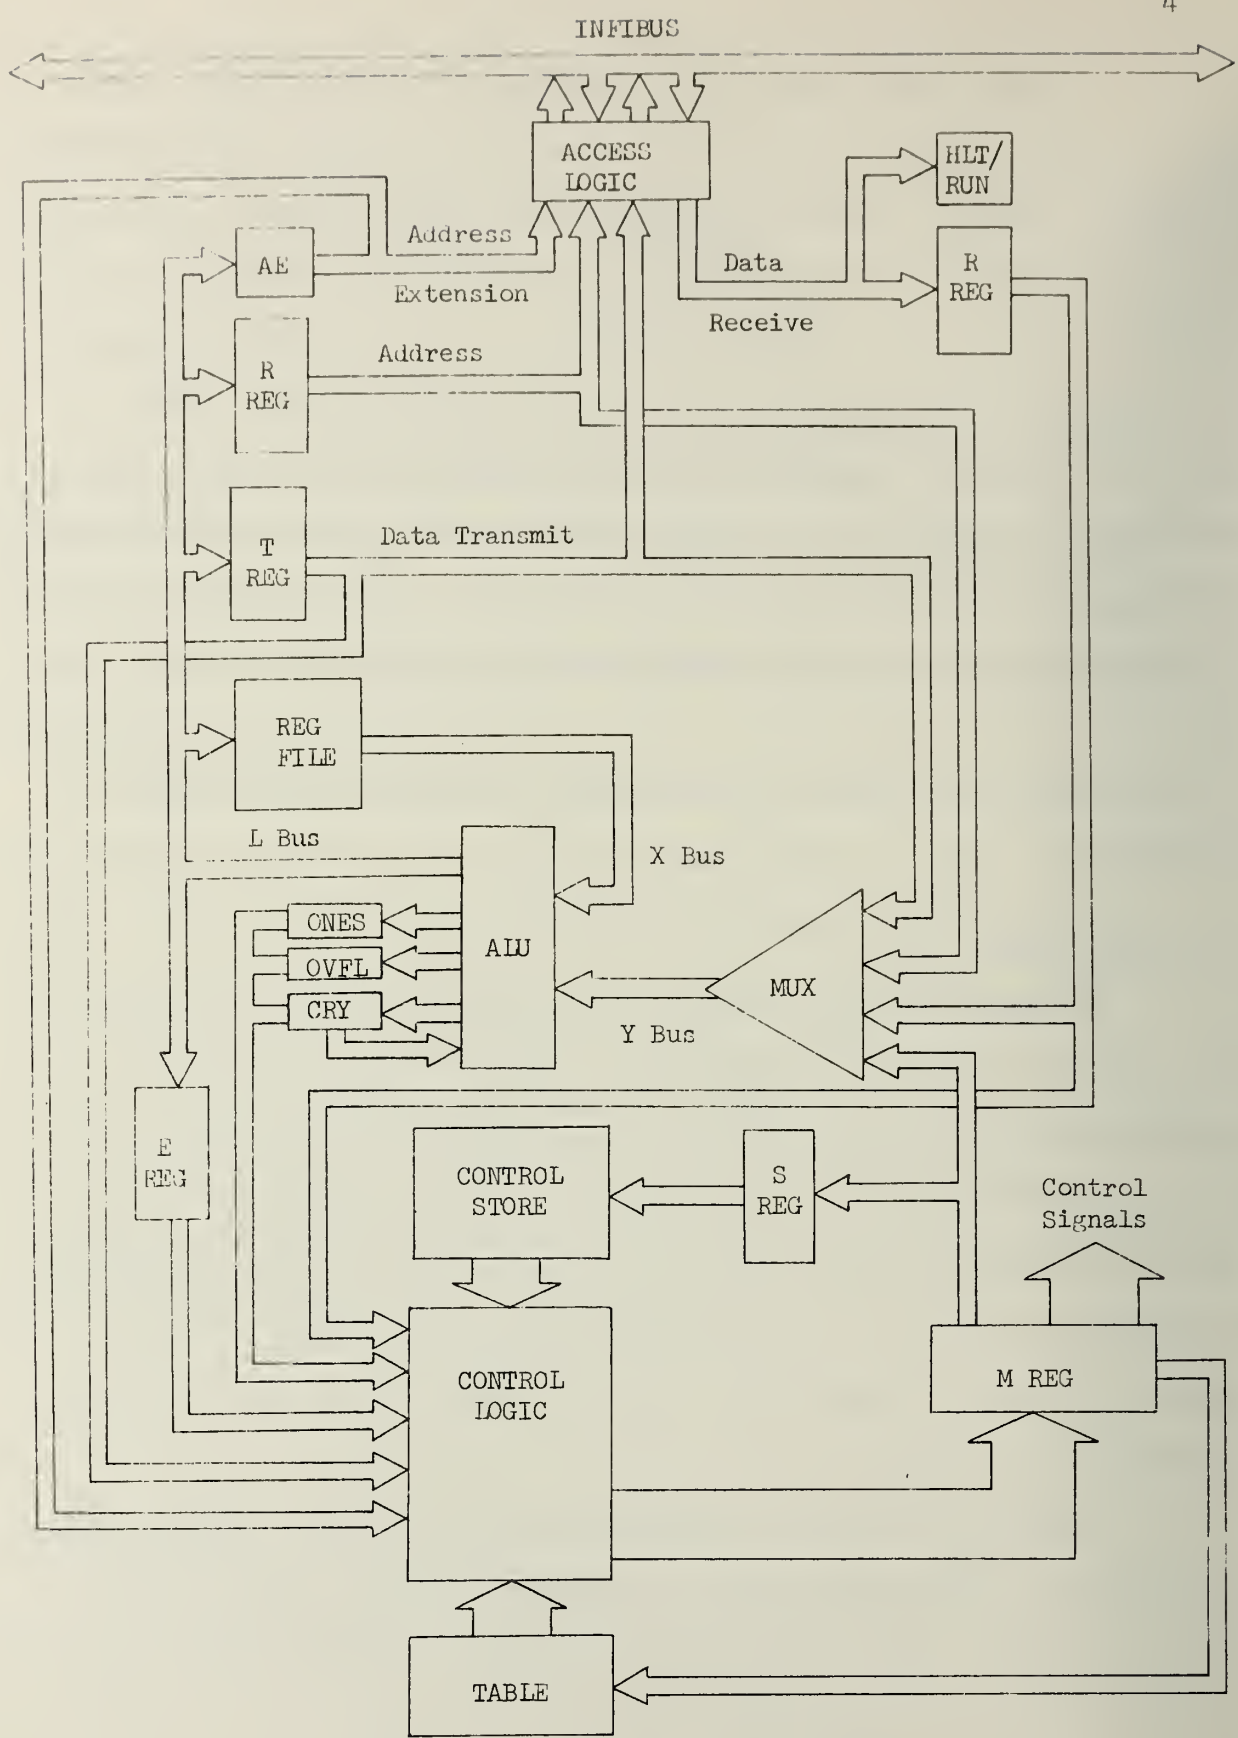 4
INFIBUS
ACCESS
LOGIC
HLT/
RUN
Address
AE
Extension
Data
Receive
R
REG
Address
R
REG
Data Transmit
T
REG
REG
FILE
L Bus
X Bus
ONES
OVFL
CRY
ALU
MUX
Y Bus
E
REG
CONTROL
STORE
S
REG
Control
Signals
CONTROL
LOGIC
M REG
TABLE